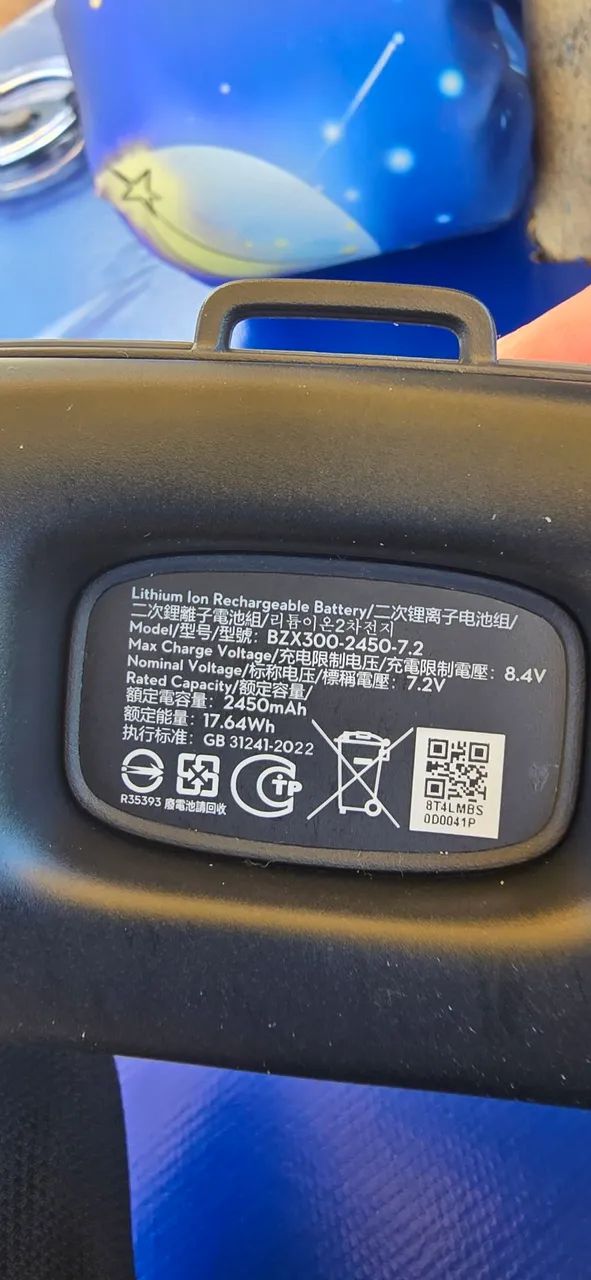 Lithium Ion Rechargeable Battery/二次锂离子电池组/
二次鋰離子電池組/리튬이온2차전지
Model/型号/型號: BZX300-2450-7.2
Max Charge Voltage/充电限制电压/充電限制電壓: 8.4V
Nominal Voltage/标称电压/標稱電壓: 7.2V
Rated Capacity/额定容量/
額定電容量: 2450mAh
额定能量: 17.64Wh
执行标准: GB 31241-2022
TP
R35393 廢電池請回收
8T4LMBS
0D0041P